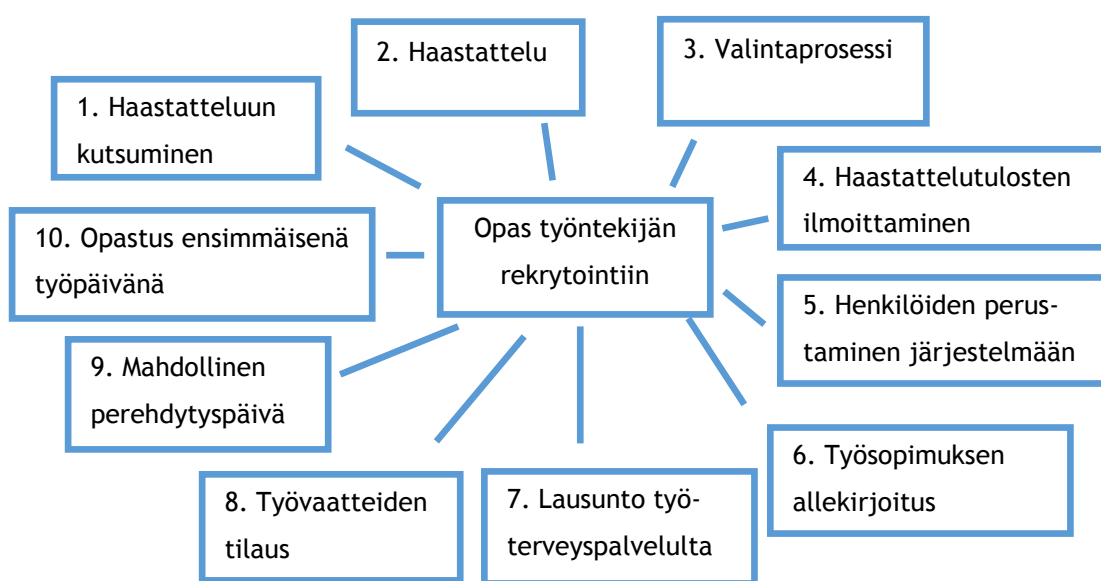 1. Haastatteluun
kutsuminen
2. Haastattelu
3. Valintaprosessi
4. Haastattelutulosten
ilmoittaminen
5. Henkilöiden perus-
taminen järjestelmään
6. Työsopimuksen
allekirjoitus
7. Lausunto työ-
terveyspalvelulta
8. Työvaatteiden
tilaus
9. Mahdollinen
perehdytyspäivä
10. Opastus ensimmäisenä
työpäivänä
Opas työntekijän
rekrytointiin